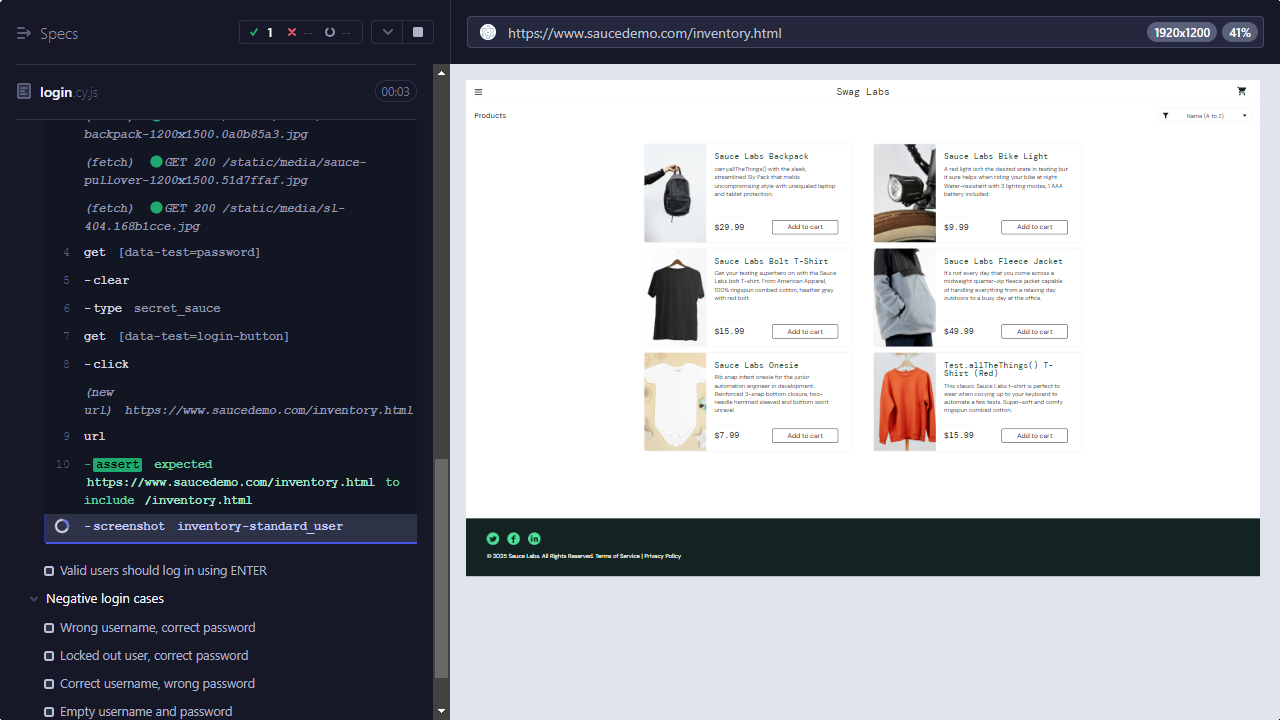 Specs
1
--
--
login.cy.js
00:03
backpack-1200x1500.0a0b85a3.jpg
(fetch) GET 200 /static/media/sauce-
pullover-1200x1500.51d7ffaf.jpg
(fetch) GET 200 /static/media/sl-
404.168b1cce.jpg
4 get [data-test=password]
5 -clear
6 -type secret_sauce
7 get [data-test=login-button]
8 -click
(new
url) https://www.saucedemo.com/inventory.html
9 url
10 -assert expected
https://www.saucedemo.com/inventory.html to
include /inventory.html
-screenshot inventory-standard_user
Valid users should log in using ENTER
Negative login cases
Wrong username, correct password
Locked out user, correct password
Correct username, wrong password
Empty username and password
https://www.saucedemo.com/inventory.html
1920x1200
41%
Swag Labs
Products
Name (A to Z)
Sauce Labs Backpack
carry.allTheThings() with the sleek,
streamlined Sly Pack that melds
uncompromising style with unequaled laptop
and tablet protection.
$29.99
Add to cart
Sauce Labs Bike Light
A red light isn't the desired state in testing but
it sure helps when riding your bike at night.
Water-resistant with 3 lighting modes, 1 AAA
battery included.
$9.99
Add to cart
Sauce Labs Bolt T-Shirt
Get your testing superhero on with the Sauce
Labs bolt T-shirt. From American Apparel,
100% ringspun combed cotton, heather gray
with red bolt.
$15.99
Add to cart
Sauce Labs Fleece Jacket
It's not every day that you come across a
midweight quarter-zip fleece jacket capable
of handling everything from a relaxing day
outdoors to a busy day at the office.
$49.99
Add to cart
Sauce Labs Onesie
Rib snap infant onesie for the junior
automation engineer in development.
Reinforced 3-snap bottom closure, two-
needle hemmed sleeved and bottom won't
unravel.
$7.99
Add to cart
Test.allTheThings() T-
Shirt (Red)
This classic Sauce Labs t-shirt is perfect to
wear when cozying up to your keyboard to
automate a few tests. Super-soft and comfy
ringspun combed cotton.
$15.99
Add to cart
© 2025 Sauce Labs. All Rights Reserved. Terms of Service | Privacy Policy